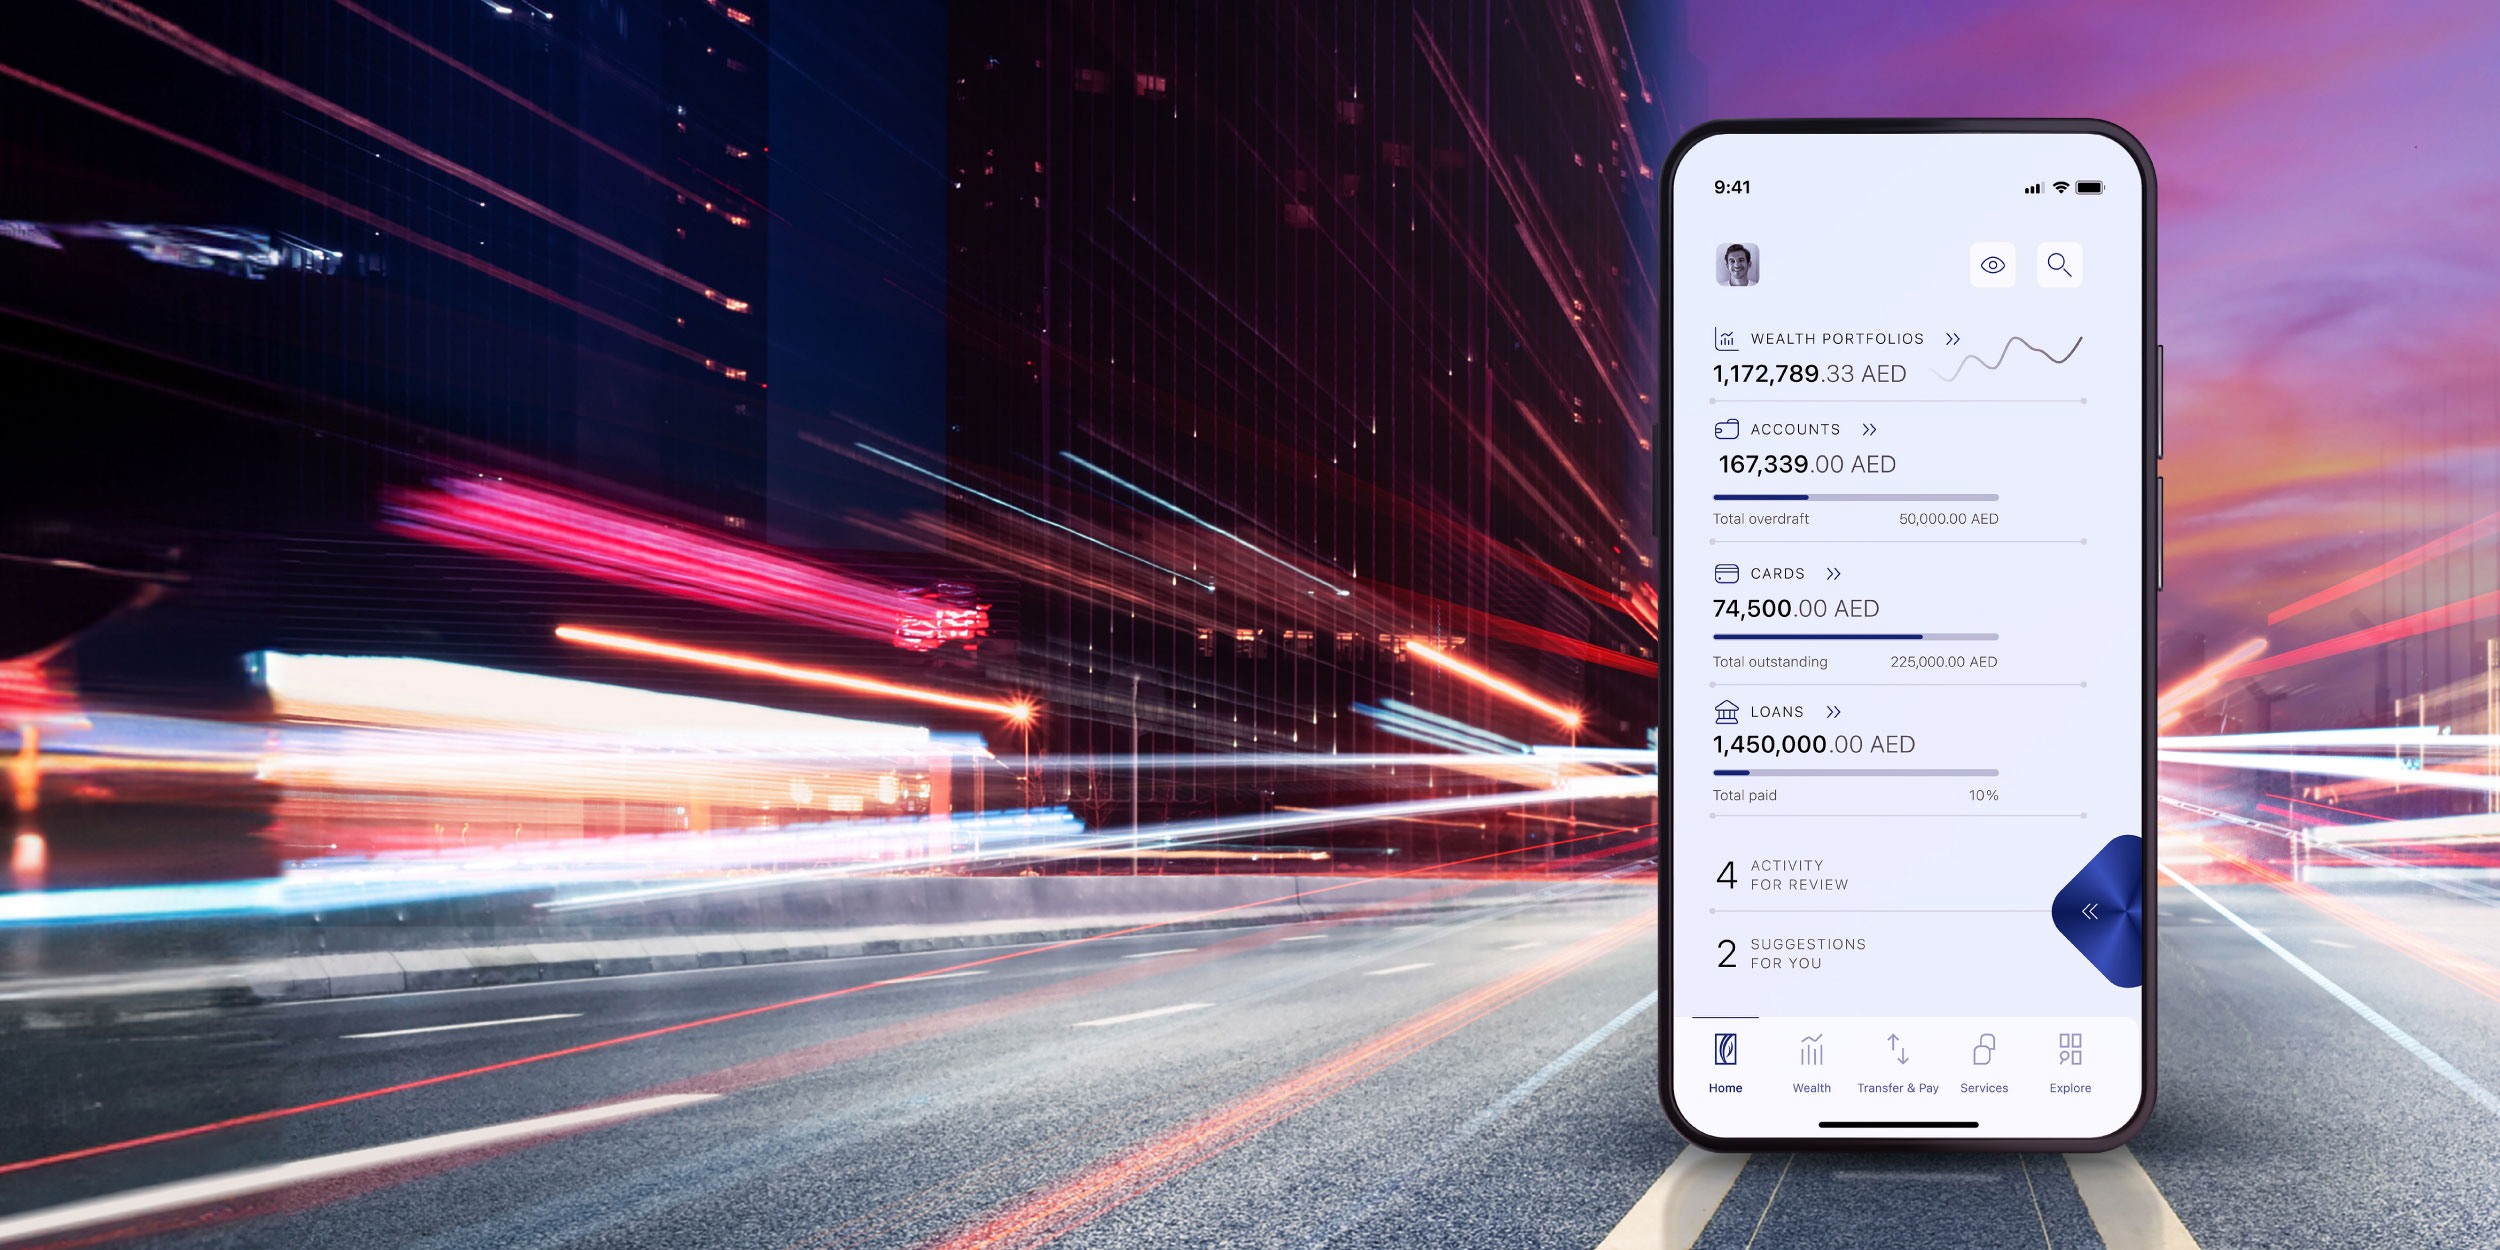 9:41
WEALTH PORTFOLIOS
1,172,789.33 AED
ACCOUNTS
167,339.00 AED
Total overdraft 50,000.00 AED
CARDS
74,500.00 AED
Total outstanding 225,000.00 AED
LOANS
1,450,000.00 AED
Total paid 10%
4 ACTIVITY
FOR REVIEW
2 SUGGESTIONS
FOR YOU
Home Wealth Transfer & Pay Services Explore